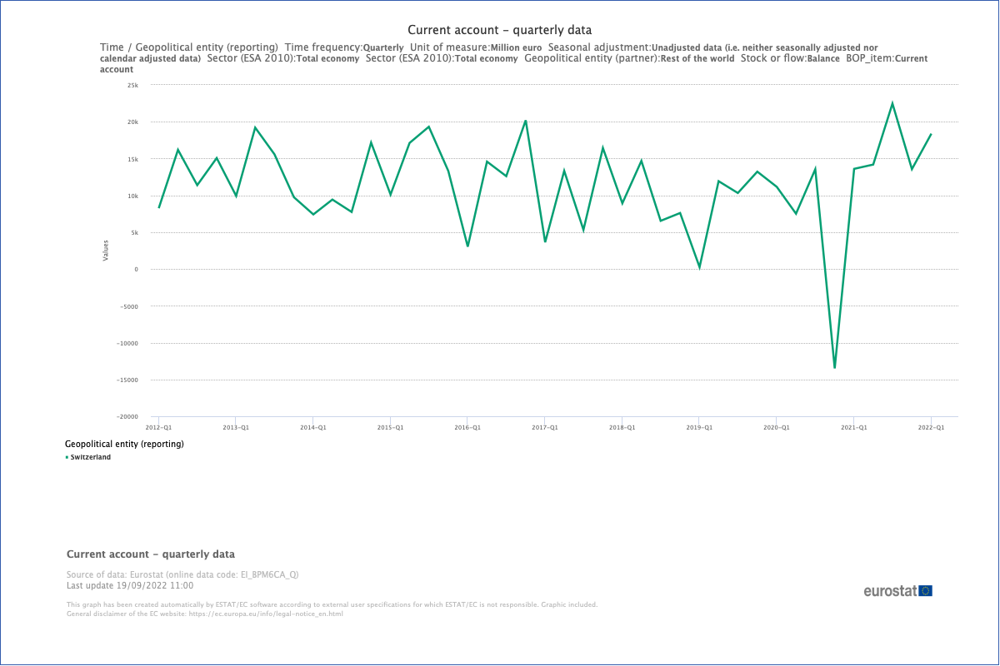 Current account – quarterly data
Time / Geopolitical entity (reporting) Time frequency:Quarterly Unit of measure:Million euro Seasonal adjustment:Unadjusted data (i.e. neither seasonally adjusted nor
calendar adjusted data) Sector (ESA 2010):Total economy Sector (ESA 2010):Total economy Geopolitical entity (partner):Rest of the world Stock or flow:Balance BOP_item:Current
account
25k
20k
15k
10k
5k
Values
0
−5000
−10000
−15000
−20000
2012-Q1 2013-Q1 2014-Q1 2015-Q1 2016-Q1 2017-Q1 2018-Q1 2019-Q1 2020-Q1 2021-Q1 2022-Q1
Geopolitical entity (reporting)
Switzerland
Current account – quarterly data
Source of data: Eurostat (online data code: EI_BPM6CA_Q)
Last update 19/09/2022 11:00
eurostat
This graph has been created automatically by ESTAT/EC software according to external user specifications for which ESTAT/EC is not responsible. Graphic included.
General disclaimer of the EC website: https://ec.europa.eu/info/legal-notice_en.html